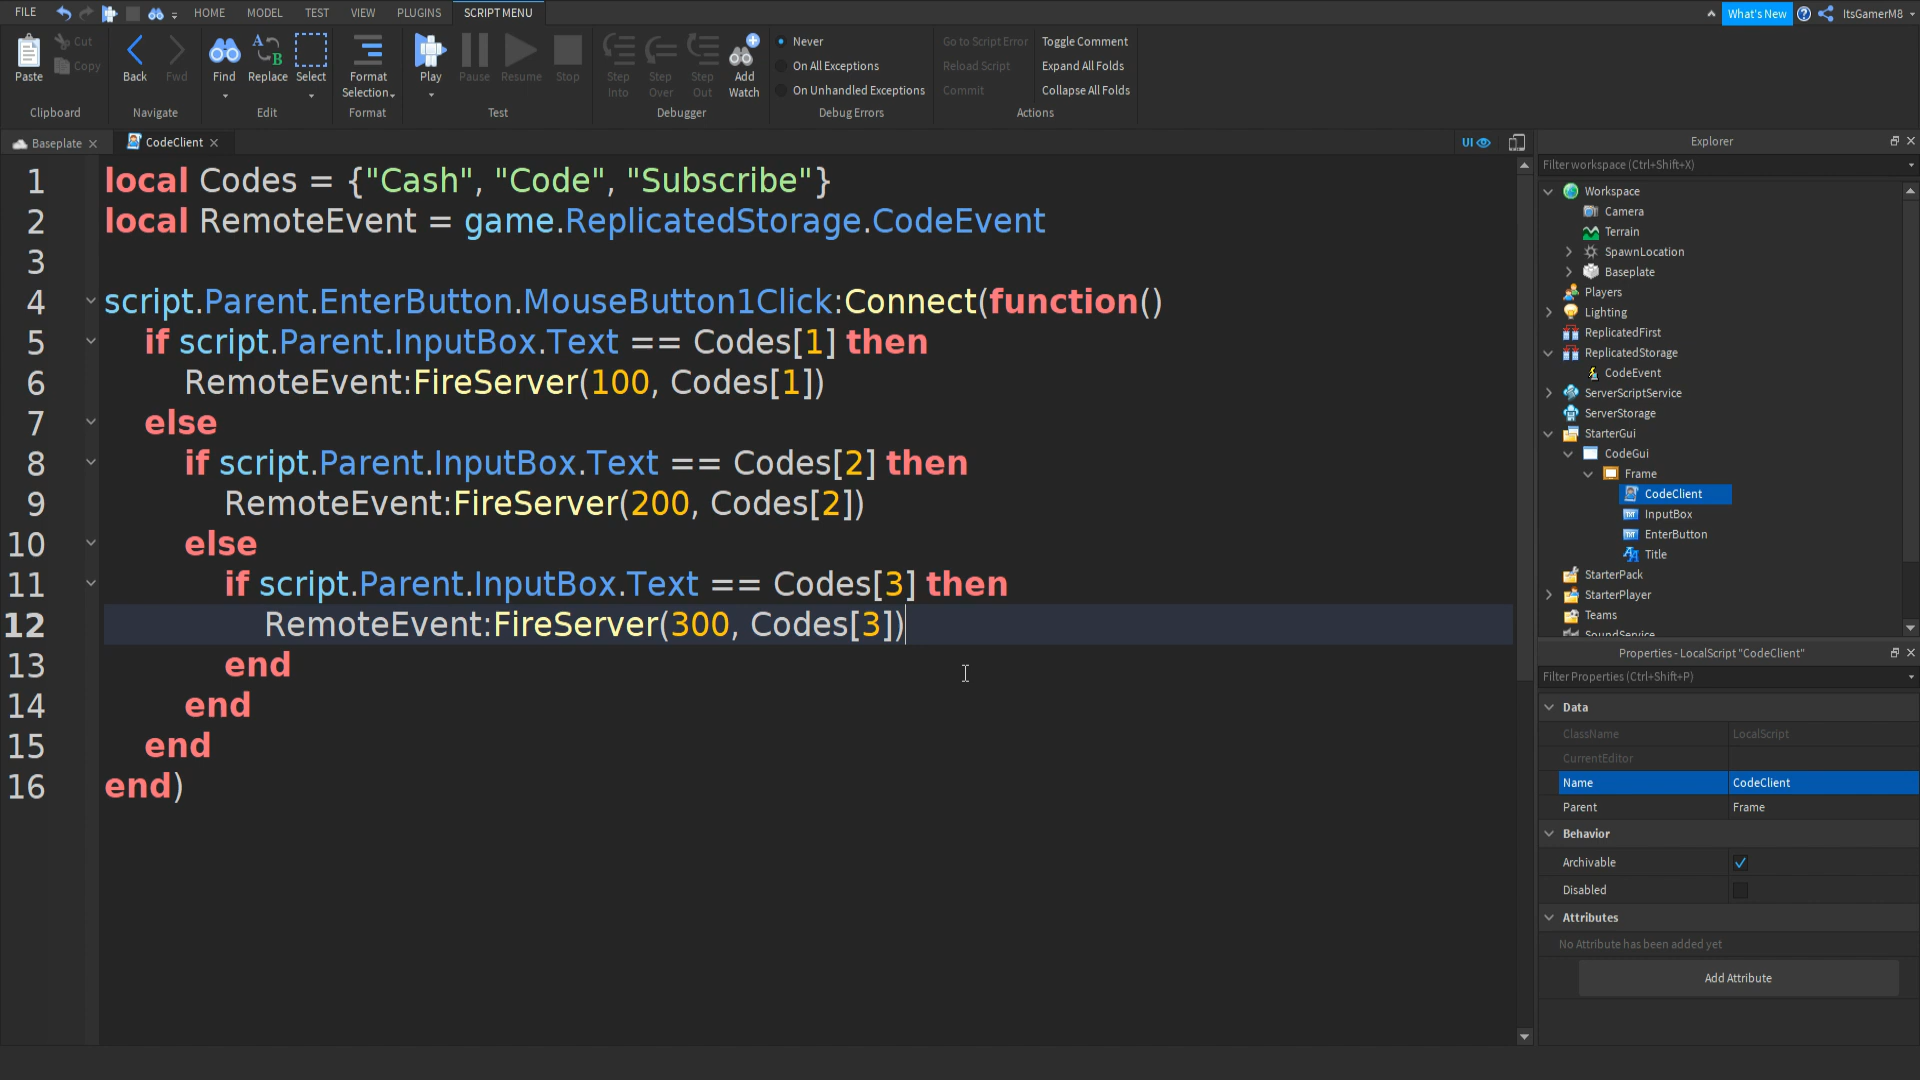 FILE HOME MODEL TEST VIEW PLUGINS SCRIPT MENU What's New ItsGamerM8
Paste Cut Copy
Clipboard
Back Fwd
Navigate
Find Replace Select
Edit
Format Selection
Format
Play Pause Resume Stop
Test
Step Into Step Over Step Out Add Watch
Debugger
Never
On All Exceptions
On Unhandled Exceptions
Debug Errors
Go to Script Error Toggle Comment
Reload Script Expand All Folds
Commit Collapse All Folds
Actions
Baseplate CodeClient UI
1 local Codes = {"Cash", "Code", "Subscribe"}
2 local RemoteEvent = game.ReplicatedStorage.CodeEvent
3
4 script.Parent.EnterButton.MouseButton1Click:Connect(function()
5 if script.Parent.InputBox.Text == Codes[1] then
6 RemoteEvent:FireServer(100, Codes[1])
7 else
8 if script.Parent.InputBox.Text == Codes[2] then
9 RemoteEvent:FireServer(200, Codes[2])
10 else
11 if script.Parent.InputBox.Text == Codes[3] then
12 RemoteEvent:FireServer(300, Codes[3])
13 end
14 end
15 end
16 end)
Explorer
Filter workspace (Ctrl+Shift+X)
Workspace
Camera
Terrain
SpawnLocation
Baseplate
Players
Lighting
ReplicatedFirst
ReplicatedStorage
CodeEvent
ServerScriptService
ServerStorage
StarterGui
CodeGui
Frame
CodeClient
InputBox
EnterButton
Title
StarterPack
StarterPlayer
Teams
SoundService
Properties - LocalScript "CodeClient"
Filter Properties (Ctrl+Shift+P)
Data
ClassName LocalScript
CurrentEditor
Name CodeClient
Parent Frame
Behavior
Archivable
Disabled
Attributes
No Attribute has been added yet
Add Attribute